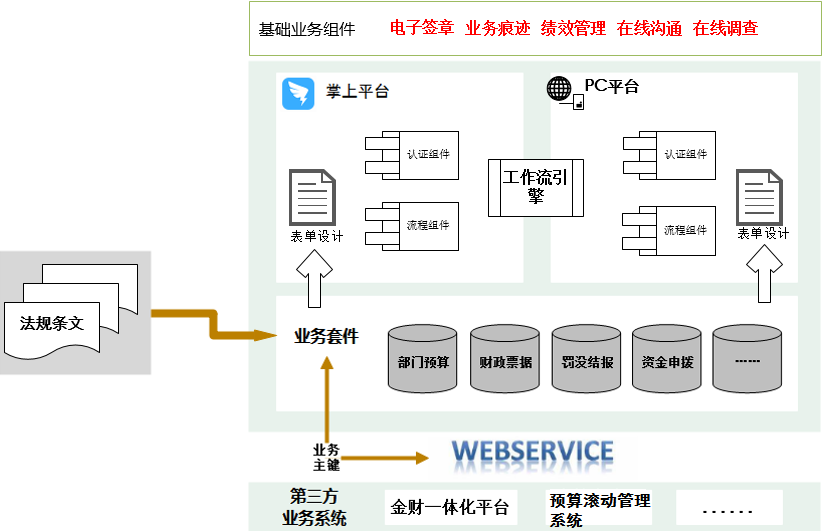 基础业务组件 电子签章 业务痕迹 绩效管理 在线沟通 在线调查
掌上平台
PC平台
认证组件
认证组件
工作流引
擎
流程组件
流程组件
表单设计
表单设计
法规条文
业务套件
部门预算
财政票据
罚没结报
资金申拨
······
业务
主键
WEBSERVICE
第三方
业务系统
金财一体化平台
预算滚动管理
系统
······